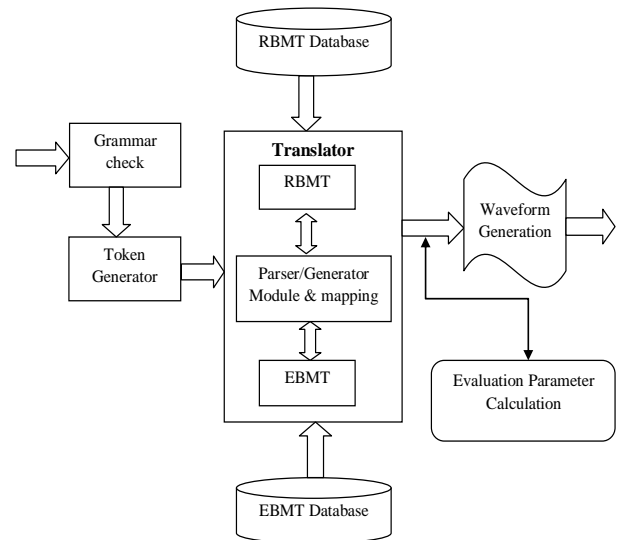 RBMT Database
Grammar
check
Token
Generator
Translator
RBMT
Parser/Generator
Module & mapping
EBMT
Waveform
Generation
Evaluation Parameter
Calculation
EBMT Database